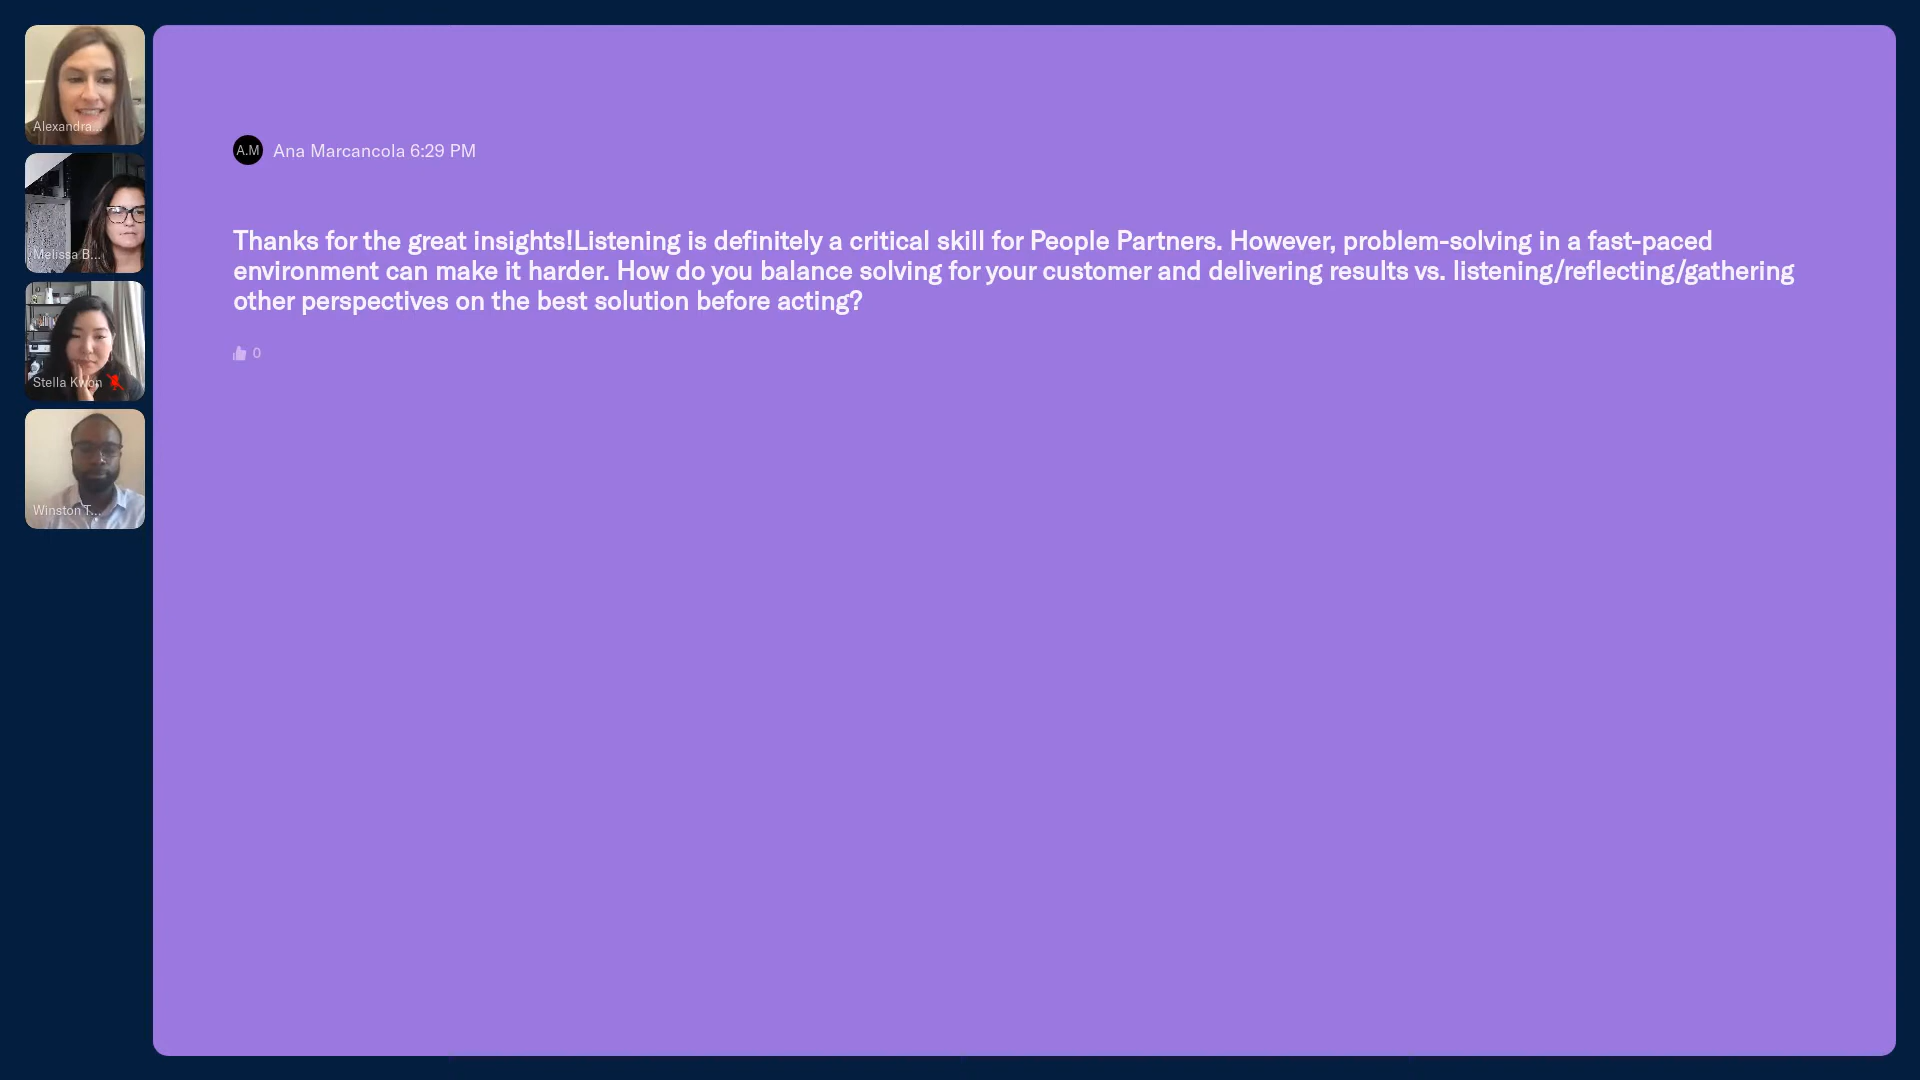 Alexandra...
Melissa B...
Stella Kwon
Winston T...
A.M Ana Marcancola 6:29 PM
Thanks for the great insights!Listening is definitely a critical skill for People Partners. However, problem-solving in a fast-paced
environment can make it harder. How do you balance solving for your customer and delivering results vs. listening/reflecting/gathering
other perspectives on the best solution before acting?
0